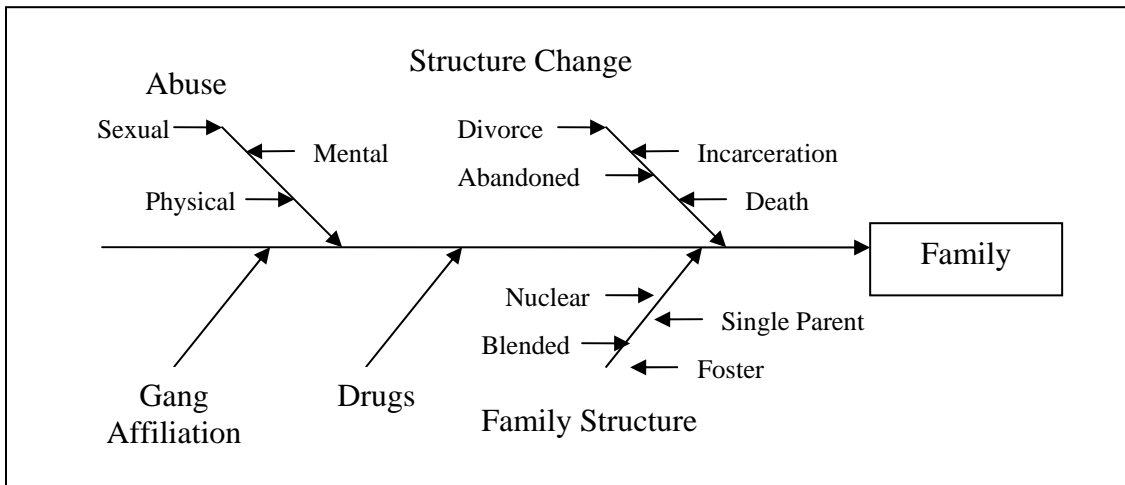 Structure Change
Abuse
Sexual
Divorce
Mental
Incarceration
Abandoned
Physical
Death
Family
Nuclear
Single Parent
Blended
Foster
Gang
Affiliation
Drugs
Family Structure